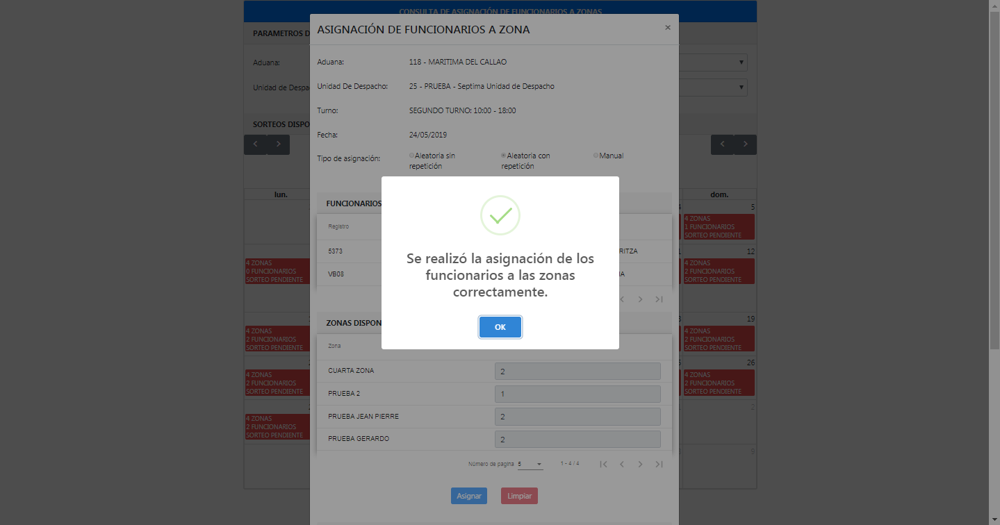 CONSULTA DE ASIGNACIÓN DE FUNCIONARIOS A ZONAS
ASIGNACIÓN DE FUNCIONARIOS A ZONA
×
PARAMETROS D
Aduana:
Unidad de Despa
SORTEOS DISPO
Aduana:
118 - MARITIMA DEL CALLAO
Unidad De Despacho:
25 - PRUEBA - Septima Unidad de Despacho
Turno:
SEGUNDO TURNO: 10:00 - 18:00
Fecha:
24/05/2019
Tipo de asignación:
Aleatoria sin
repetición
Aleatoria con
repetición
Manual
FUNCIONARIOS
Registro
5373
RITZA
VB08
IA
Se realizó la asignación de los
funcionarios a las zonas
correctamente.
OK
ZONAS DISPON
Zona
CUARTA ZONA
2
PRUEBA 2
1
PRUEBA JEAN PIERRE
2
PRUEBA GERARDO
2
Número de pagina
5
1 - 4 / 4
Asignar
Limpiar
lun.
4 ZONAS
0 FUNCIONARIOS
SORTEO PENDIENTE
4 ZONAS
2 FUNCIONARIOS
SORTEO PENDIENTE
4 ZONAS
2 FUNCIONARIOS
SORTEO PENDIENTE
4 ZONAS
2 FUNCIONARIOS
SORTEO PENDIENTE
dom.
5
4 ZONAS
1 FUNCIONARIOS
SORTEO PENDIENTE
12
4 ZONAS
2 FUNCIONARIOS
SORTEO PENDIENTE
19
4 ZONAS
2 FUNCIONARIOS
SORTEO PENDIENTE
26
4 ZONAS
2 FUNCIONARIOS
SORTEO PENDIENTE
2
9